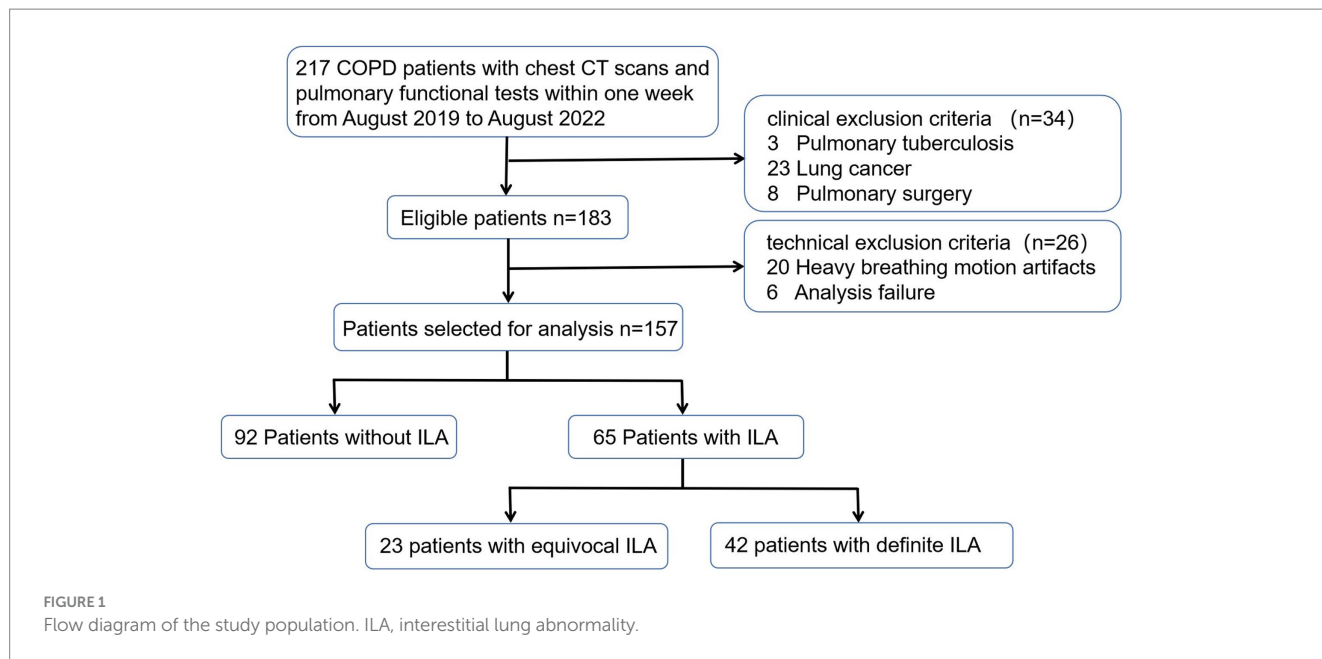 217 COPD patients with chest CT scans and
pulmonary functional tests within one week
from August 2019 to August 2022
clinical exclusion criteria (n=34)
3 Pulmonary tuberculosis
23 Lung cancer
8 Pulmonary surgery
Eligible patients n=183
technical exclusion criteria (n=26)
20 Heavy breathing motion artifacts
6 Analysis failure
Patients selected for analysis n=157
92 Patients without ILA
65 Patients with ILA
23 patients with equivocal ILA
42 patients with definite ILA
FIGURE 1
Flow diagram of the study population. ILA, interestitial lung abnormality.